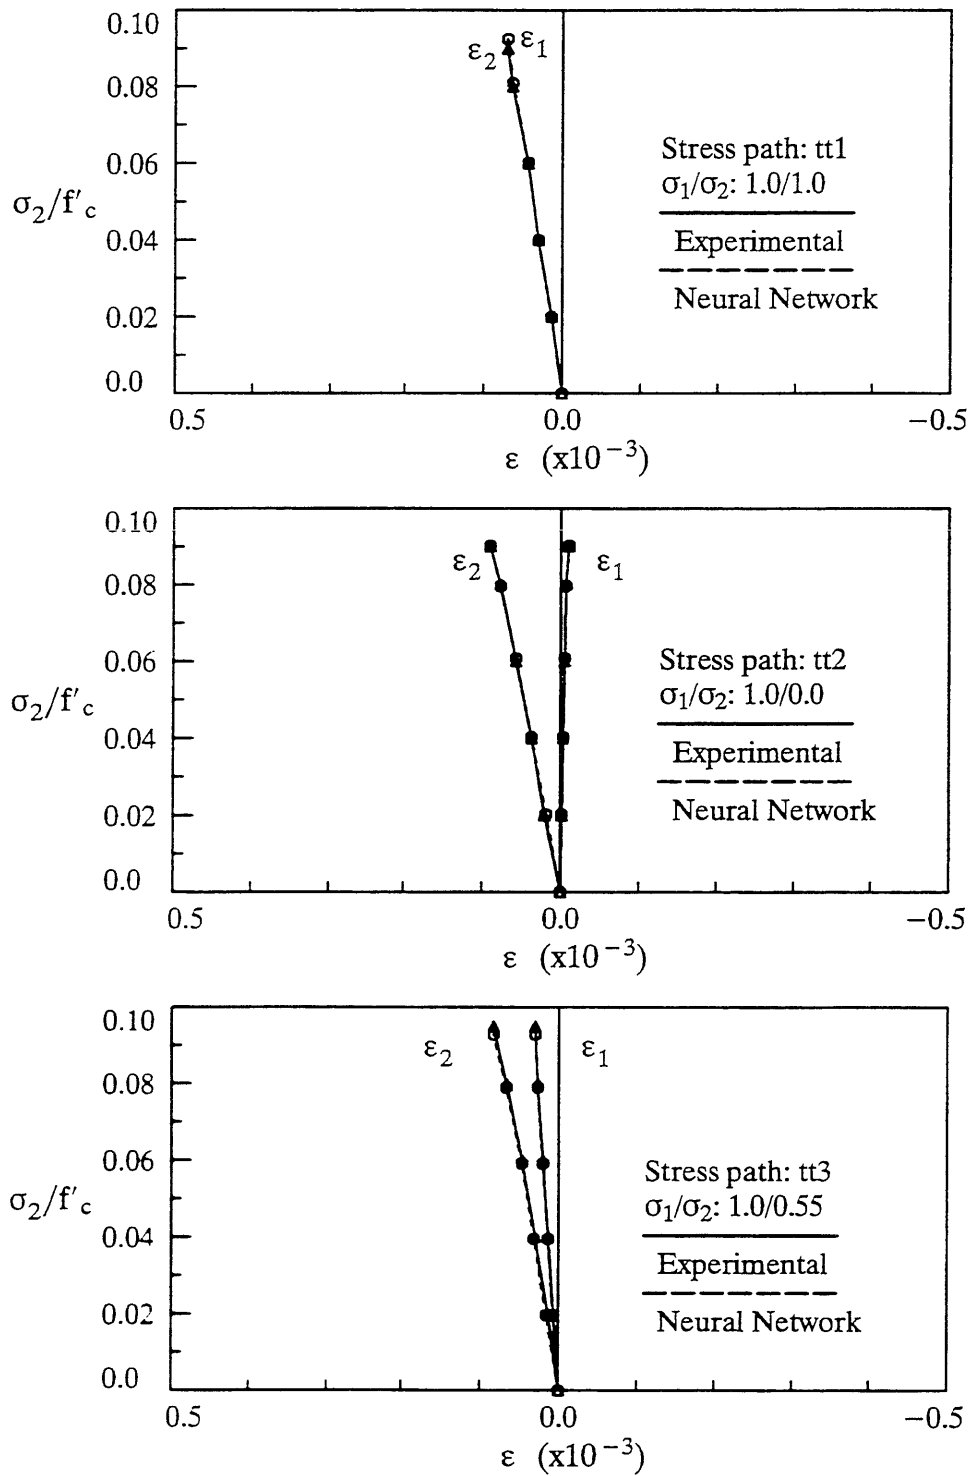 0.10
0.08
0.06
0.04
0.02
0.0
σ2/f'c
ε2 ε1
Stress path: tt1
σ1/σ2: 1.0/1.0
Experimental
Neural Network
0.5 0.0 −0.5
ε (x10−3)
0.10
0.08
0.06
0.04
0.02
0.0
σ2/f'c
ε2 ε1
Stress path: tt2
σ1/σ2: 1.0/0.0
Experimental
Neural Network
0.5 0.0 −0.5
ε (x10−3)
0.10
0.08
0.06
0.04
0.02
0.0
σ2/f'c
ε2 ε1
Stress path: tt3
σ1/σ2: 1.0/0.55
Experimental
Neural Network
0.5 0.0 −0.5
ε (x10−3)